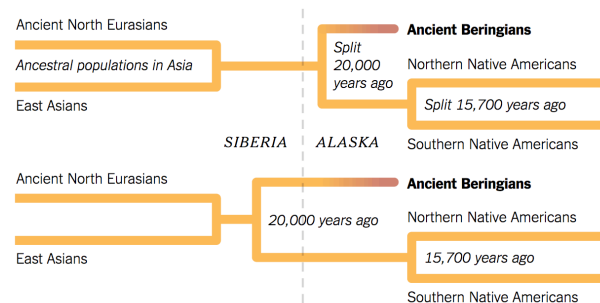 Ancient North Eurasians
Ancient Beringians
Split
20,000
years ago
Ancestral populations in Asia
Northern Native Americans
East Asians
Split 15,700 years ago
SIBERIA
ALASKA
Southern Native Americans
Ancient North Eurasians
Ancient Beringians
20,000 years ago
Northern Native Americans
East Asians
15,700 years ago
Southern Native Americans